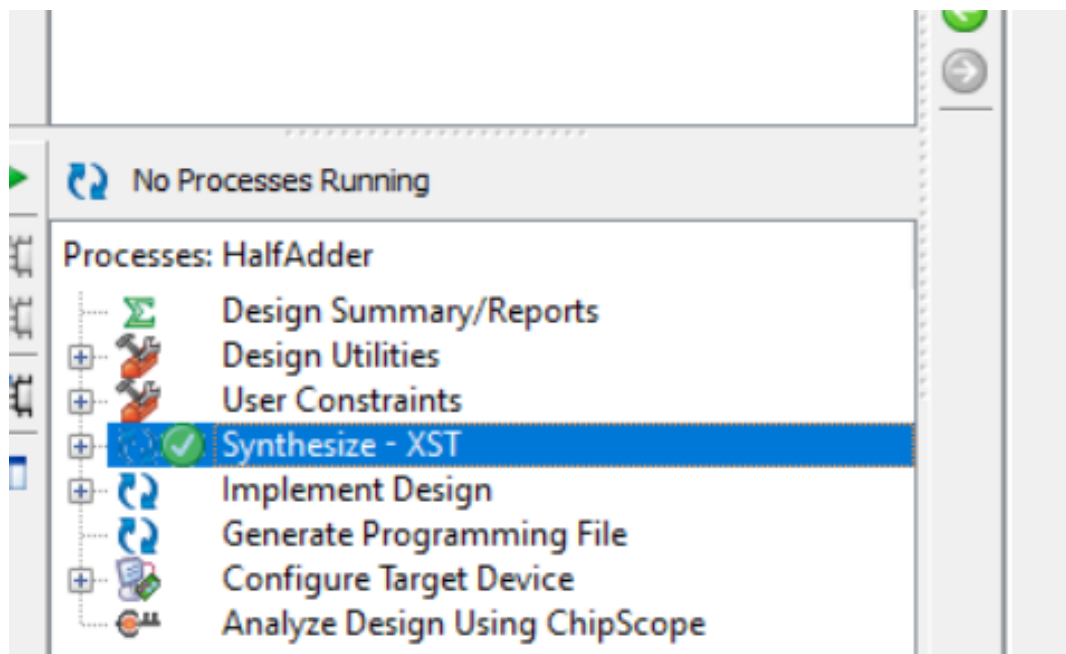 No Processes Running
Processes: HalfAdder
Design Summary/Reports
Design Utilities
User Constraints
Synthesize - XST
Implement Design
Generate Programming File
Configure Target Device
Analyze Design Using ChipScope